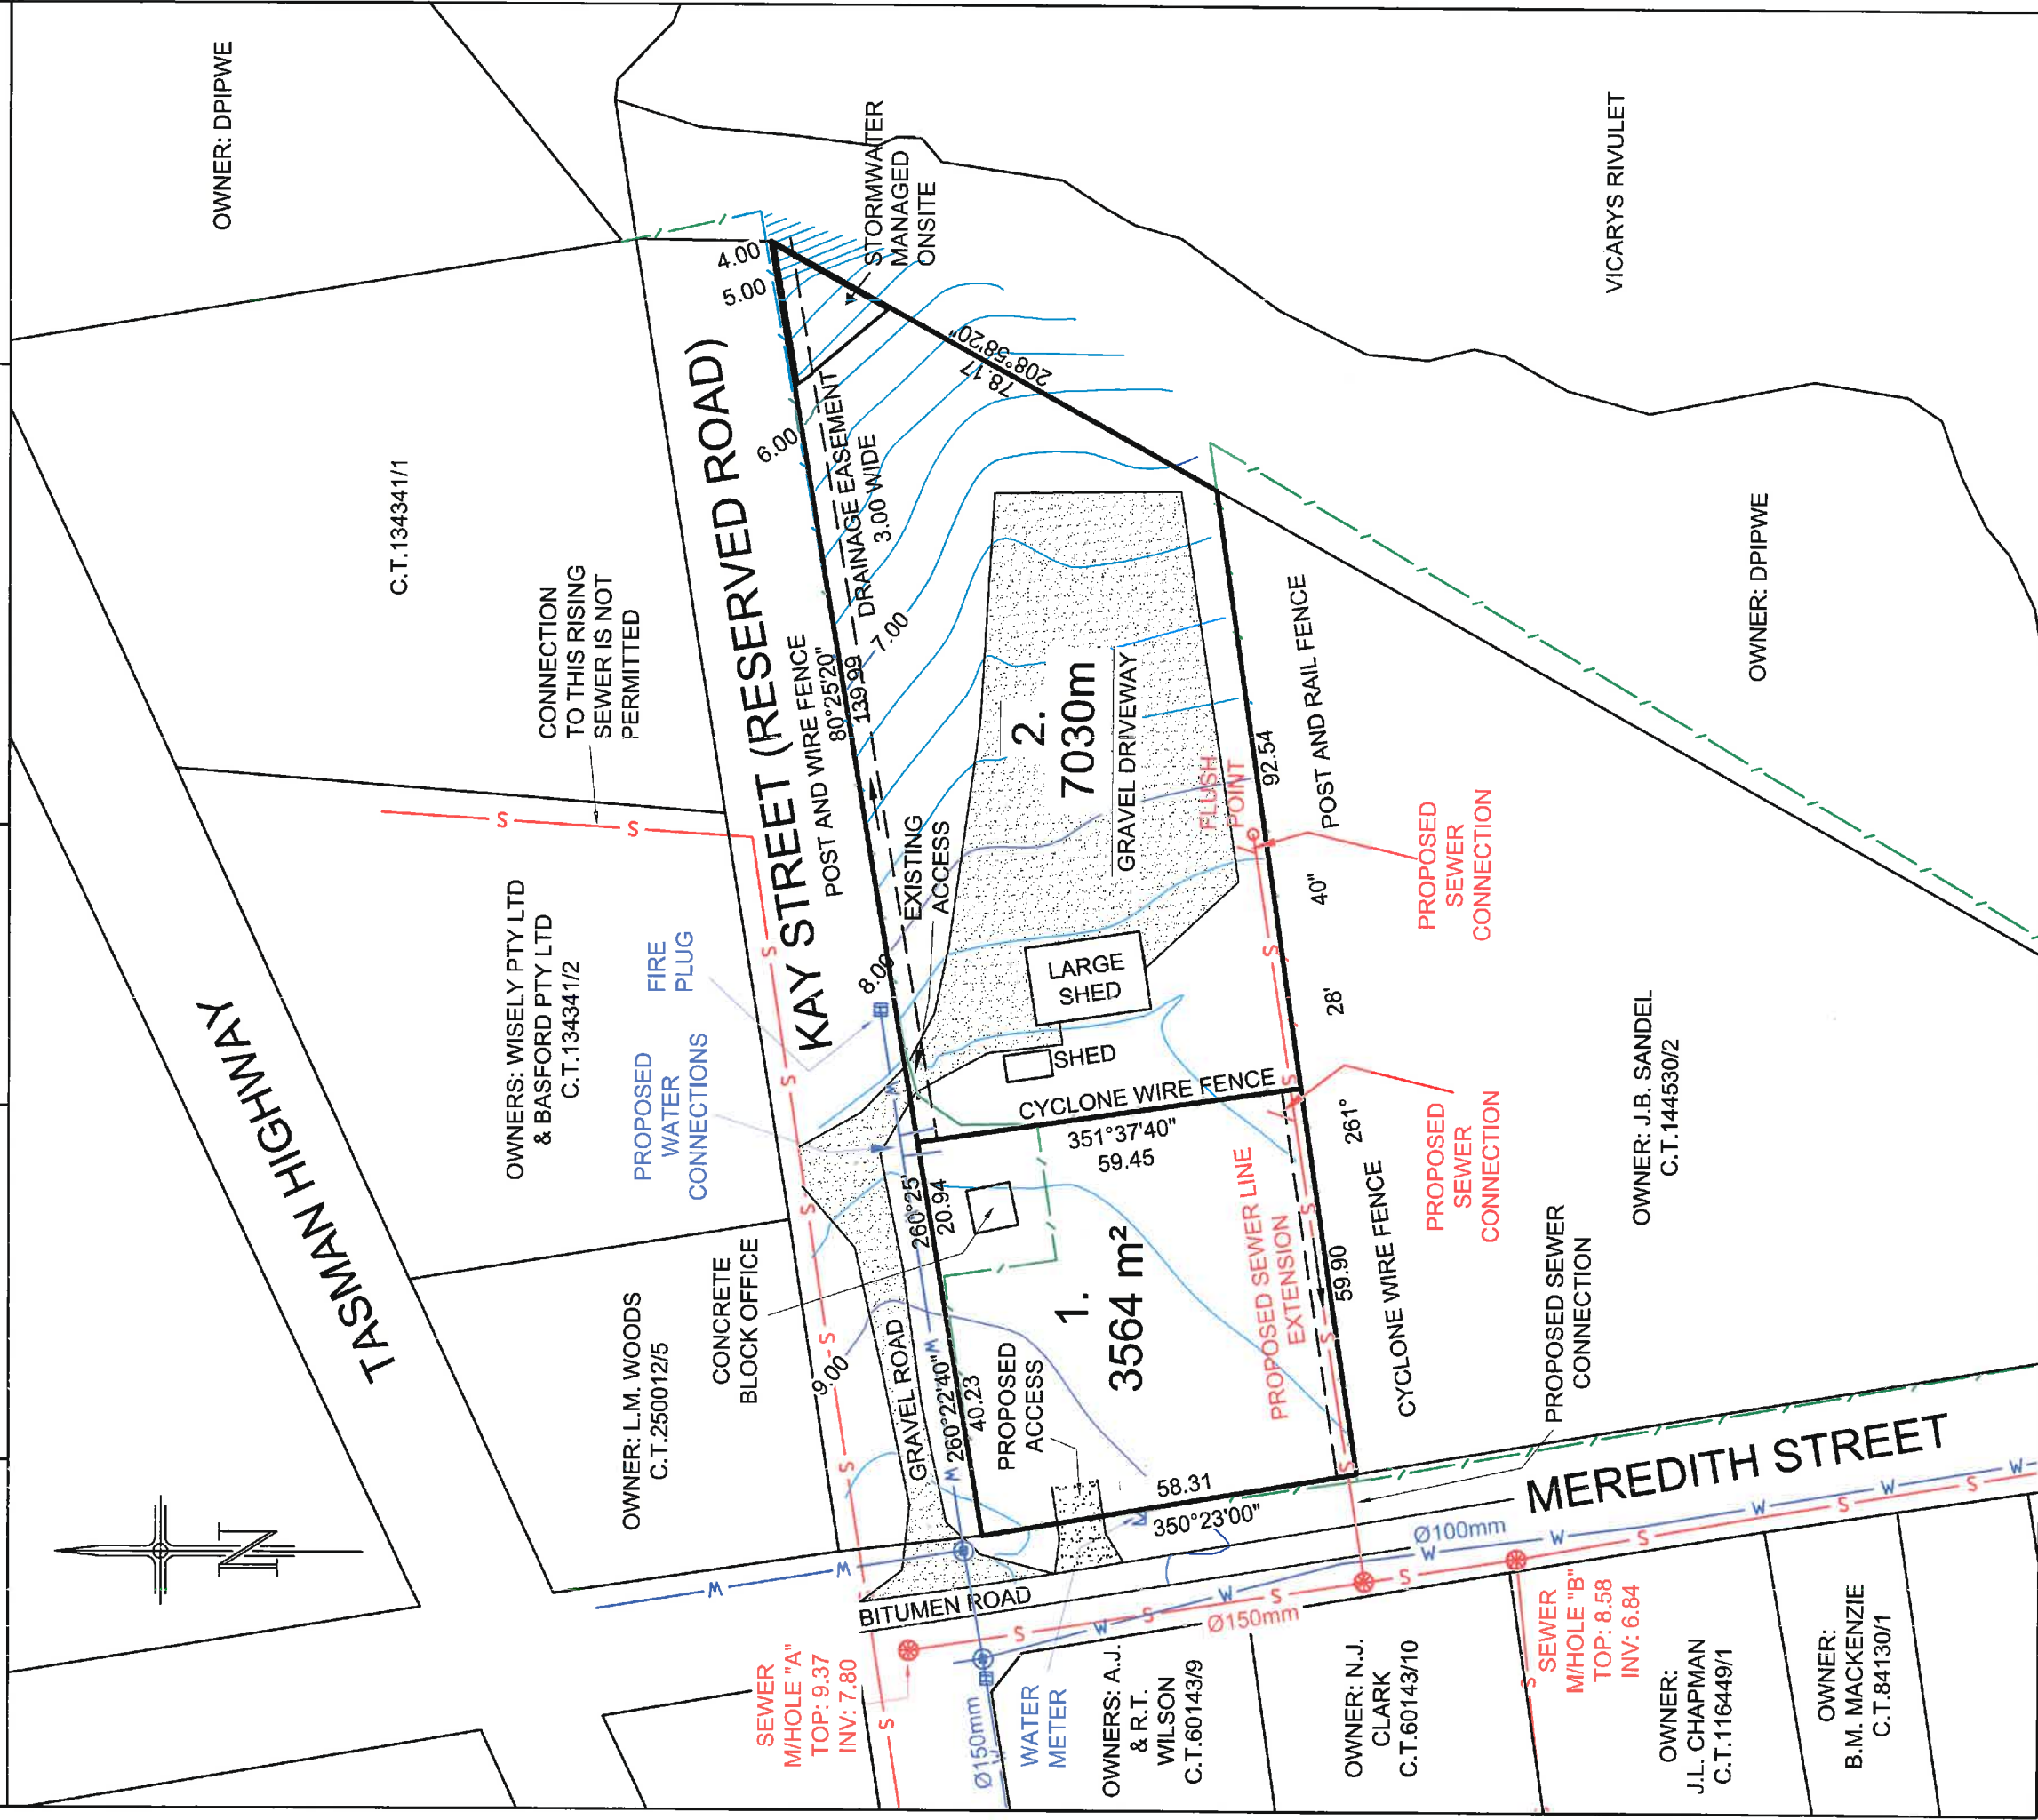 TASMAN HIGHWAY
OWNER: DPIPWE
C.T.134341/1
CONNECTION
TO THIS RISING
SEWER IS NOT
PERMITTED
OWNERS: WISELY PTY LTD
& BASFORD PTY LTD
C.T.134341/2
OWNER: L.M. WOODS
C.T.250012/5
FIRE
PLUG
PROPOSED
WATER
CONNECTIONS
CONCRETE
BLOCK OFFICE
KAY STREET (RESERVED ROAD)
POST AND WIRE FENCE
80°25'20"
139.99
DRAINAGE EASEMENT
3.00 WIDE
4.00
5.00
6.00
7.00
8.00
9.00
STORMWATER
MANAGED
ONSITE
208°58'20"
78.17
VICARYS RIVULET
EXISTING
ACCESS
2.
7030m
GRAVEL DRIVEWAY
LARGE
SHED
SHED
FLUSH
POINT
92.54
POST AND RAIL FENCE
261°
28'
40"
PROPOSED
SEWER
CONNECTION
CYCLONE WIRE FENCE
351°37'40"
59.45
GRAVEL ROAD
260°25'
20.94
260°22'40"
40.23
PROPOSED
ACCESS
1.
3564 m²
PROPOSED SEWER LINE
EXTENSION
59.90
CYCLONE WIRE FENCE
PROPOSED
SEWER
CONNECTION
58.31
350°23'00"
PROPOSED SEWER
CONNECTION
OWNER: J.B. SANDEL
C.T.144530/2
OWNER: DPIPWE
MEREDITH STREET
BITUMEN ROAD
Ø100mm
Ø150mm
Ø150mm
SEWER
M/HOLE "A"
TOP: 9.37
INV: 7.80
WATER
METER
OWNERS: A.J.
& R.T.
WILSON
C.T.60143/9
OWNER: N.J.
CLARK
C.T.60143/10
SEWER
M/HOLE "B"
TOP: 8.58
INV: 6.84
OWNER:
J.L. CHAPMAN
C.T.116449/1
OWNER:
B.M. MACKENZIE
C.T.84130/1
N